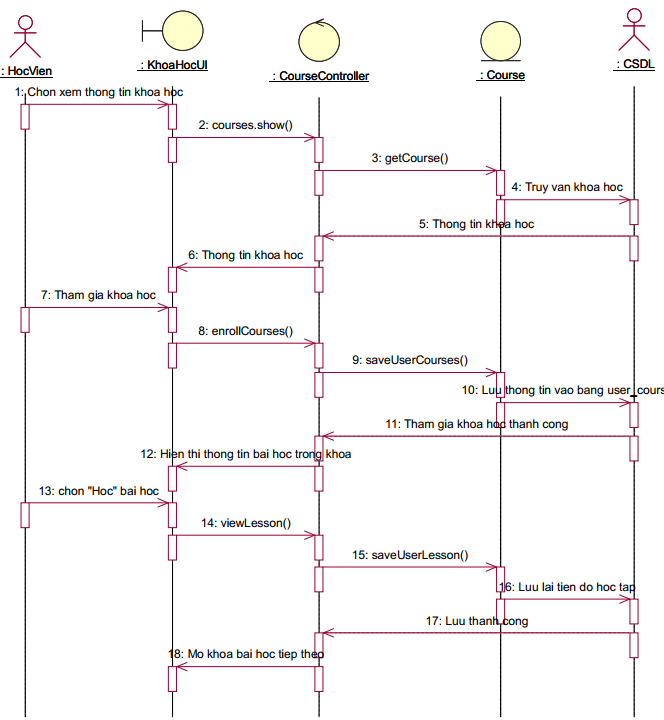 : HocVien
: KhoaHocUI
: CourseController
: Course
: CSDL
1: Chon xem thong tin khoa hoc
2: courses.show()
3: getCourse()
4: Truy van khoa hoc
5: Thong tin khoa hoc
6: Thong tin khoa hoc
7: Tham gia khoa hoc
8: enrollCourses()
9: saveUserCourses()
10: Luu thong tin vao bang user_cours
11: Tham gia khoa hoc thanh cong
12: Hien thi thong tin bai hoc trong khoa
13: chon "Hoc" bai hoc
14: viewLesson()
15: saveUserLesson()
16: Luu lai tien do hoc tap
17: Luu thanh cong
18: Mo khoa bai hoc tiep theo